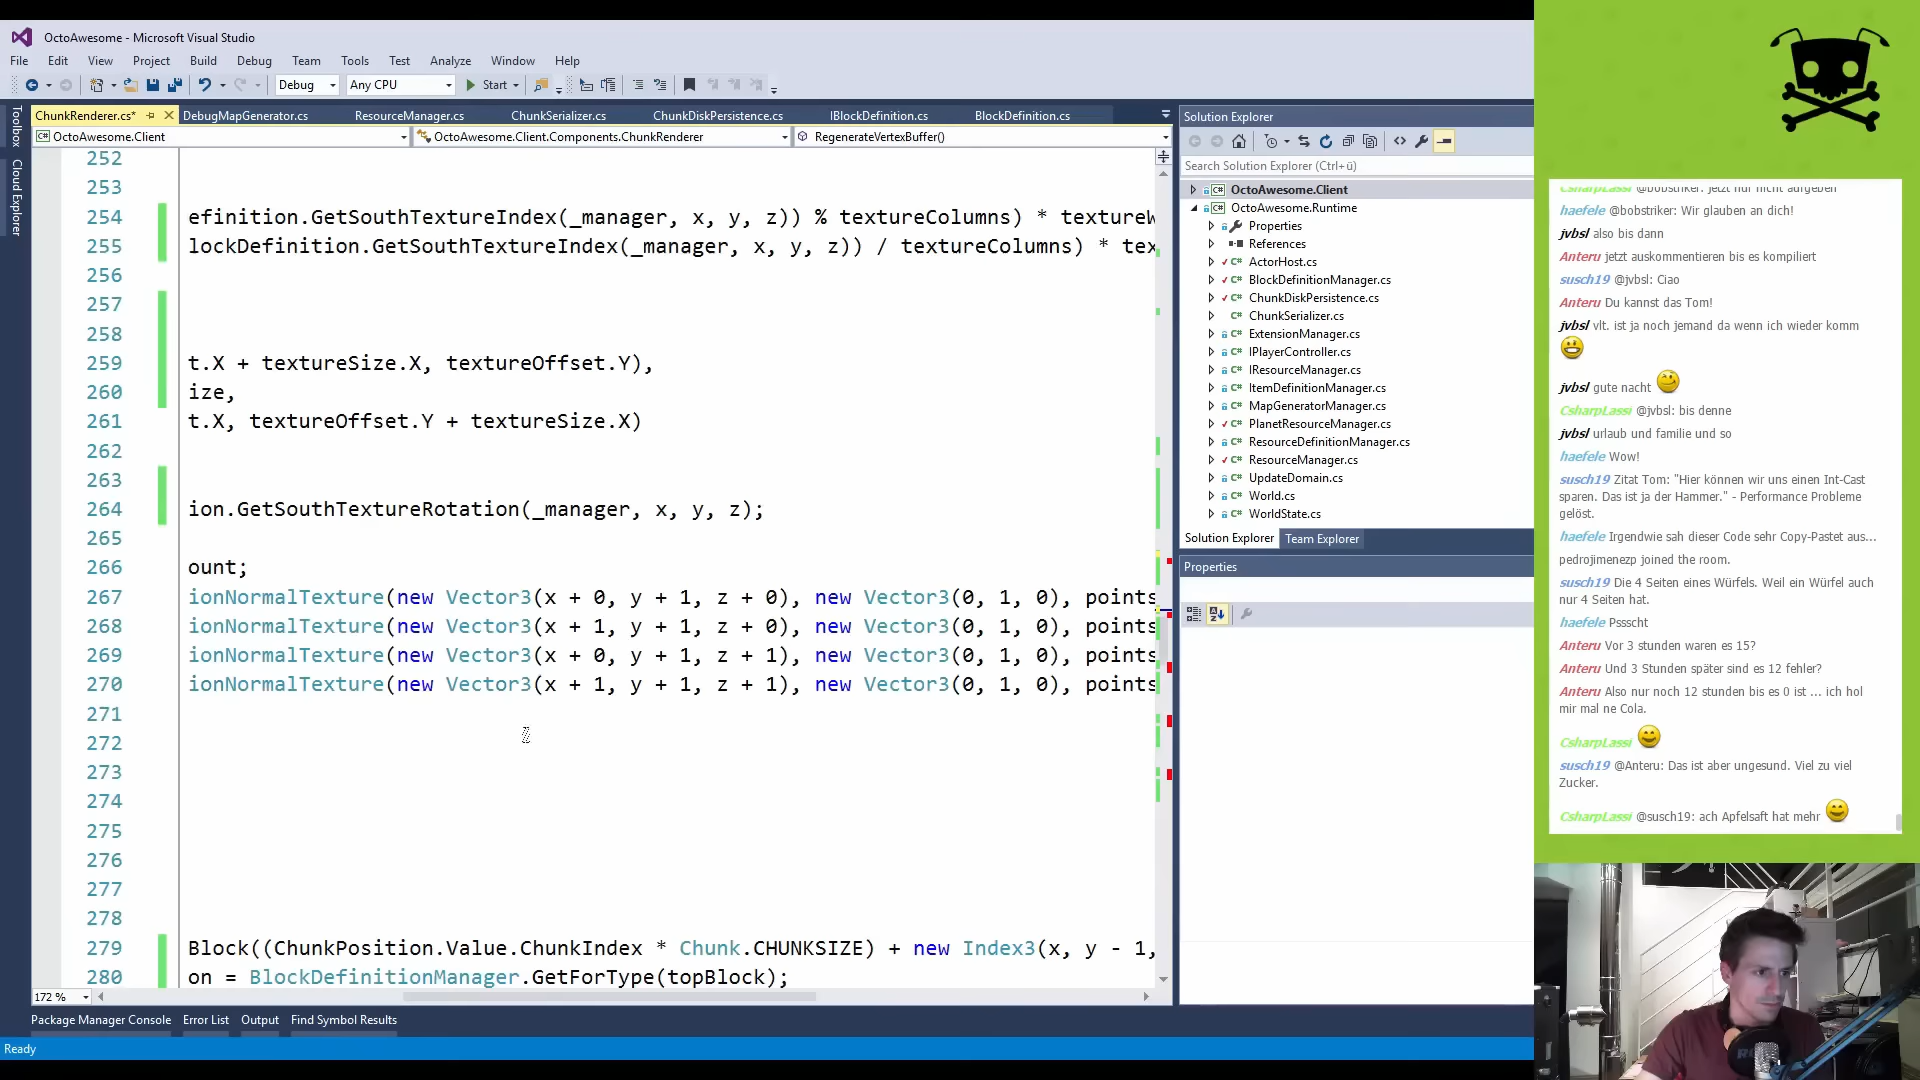 OctoAwesome - Microsoft Visual Studio
File Edit View Project Build Debug Team Tools Test Analyze Window Help
Debug Any CPU Start
ChunkRenderer.cs* DebugMapGenerator.cs ResourceManager.cs ChunkSerializer.cs ChunkDiskPersistence.cs IBlockDefinition.cs BlockDefinition.cs
OctoAwesome.Client OctoAwesome.Client.Components.ChunkRenderer RegenerateVertexBuffer()
Toolbox
Cloud Explorer
252
253
254 efinition.GetSouthTextureIndex(_manager, x, y, z)) % textureColumns) * textureW
255 lockDefinition.GetSouthTextureIndex(_manager, x, y, z)) / textureColumns) * tex
256
257
258
259 t.X + textureSize.X, textureOffset.Y),
260 ize,
261 t.X, textureOffset.Y + textureSize.X)
262
263
264 ion.GetSouthTextureRotation(_manager, x, y, z);
265
266 ount;
267 ionNormalTexture(new Vector3(x + 0, y + 1, z + 0), new Vector3(0, 1, 0), points
268 ionNormalTexture(new Vector3(x + 1, y + 1, z + 0), new Vector3(0, 1, 0), points
269 ionNormalTexture(new Vector3(x + 0, y + 1, z + 1), new Vector3(0, 1, 0), points
270 ionNormalTexture(new Vector3(x + 1, y + 1, z + 1), new Vector3(0, 1, 0), points
271
272
273
274
275
276
277
278
279 Block((ChunkPosition.Value.ChunkIndex * Chunk.CHUNKSIZE) + new Index3(x, y - 1,
280 on = BlockDefinitionManager.GetForType(topBlock);
172 %
Package Manager Console Error List Output Find Symbol Results
Ready
Solution Explorer
Search Solution Explorer (Ctrl+ü)
OctoAwesome.Client
OctoAwesome.Runtime
Properties
References
ActorHost.cs
BlockDefinitionManager.cs
ChunkDiskPersistence.cs
ChunkSerializer.cs
ExtensionManager.cs
IPlayerController.cs
IResourceManager.cs
ItemDefinitionManager.cs
MapGeneratorManager.cs
PlanetResourceManager.cs
ResourceDefinitionManager.cs
ResourceManager.cs
UpdateDomain.cs
World.cs
WorldState.cs
Solution Explorer Team Explorer
Properties
CsharpLassi @bobstriker: jetzt nur nicht aufgeben
haefele @bobstriker: Wir glauben an dich!
jvbsl also bis dann
Anteru jetzt auskommentieren bis es kompiliert
susch19 @jvbsl: Ciao
Anteru Du kannst das Tom!
jvbsl vlt. ist ja noch jemand da wenn ich wieder komm
jvbsl gute nacht
CsharpLassi @jvbsl: bis denne
jvbsl urlaub und familie und so
haefele Wow!
susch19 Zitat Tom: "Hier können wir uns einen Int-Cast
sparen. Das ist ja der Hammer." - Performance Probleme
gelöst.
haefele Irgendwie sah dieser Code sehr Copy-Pastet aus...
pedrojimenezp joined the room.
susch19 Die 4 Seiten eines Würfels. Weil ein Würfel auch
nur 4 Seiten hat.
haefele Pssscht
Anteru Vor 3 stunden waren es 15?
Anteru Und 3 Stunden später sind es 12 fehler?
Anteru Also nur noch 12 stunden bis es 0 ist ... ich hol
mir mal ne Cola.
CsharpLassi
susch19 @Anteru: Das ist aber ungesund. Viel zu viel
Zucker.
CsharpLassi @susch19: ach Apfelsaft hat mehr